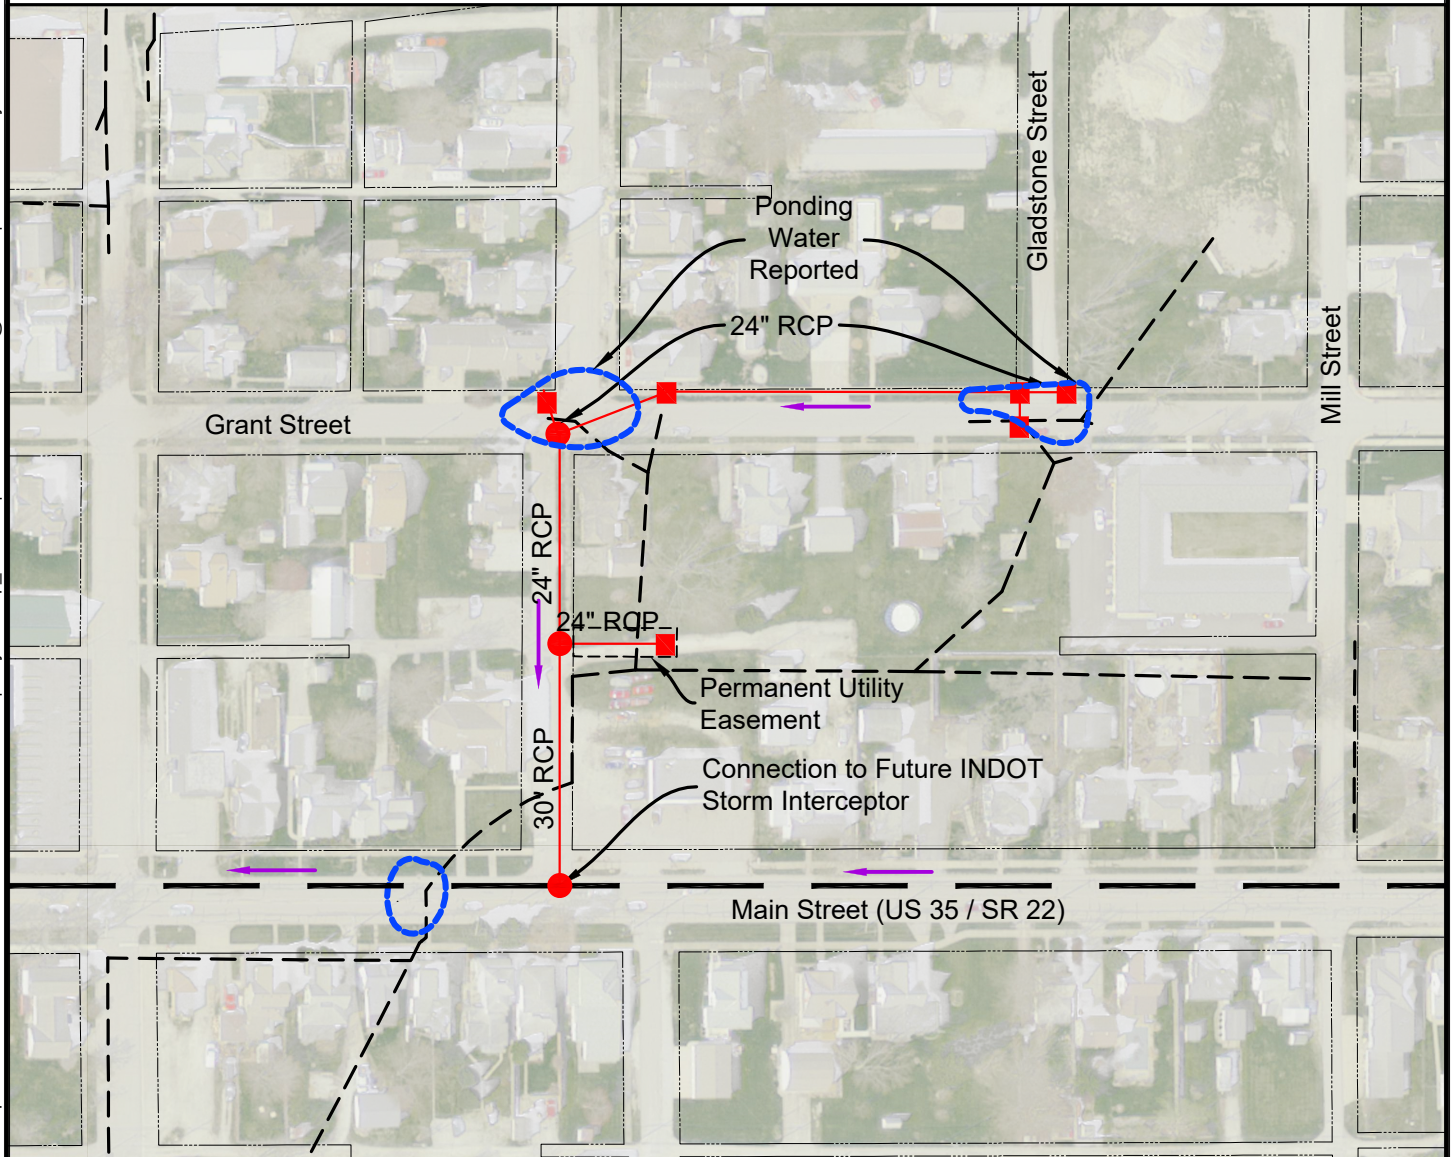 Gladstone Street
Ponding
Water
Reported
24" RCP
Mill Street
Grant Street
24" RCP
24" RCP
Permanent Utility
Easement
30" RCP
Connection to Future INDOT
Storm Interceptor
Main Street (US 35 / SR 22)